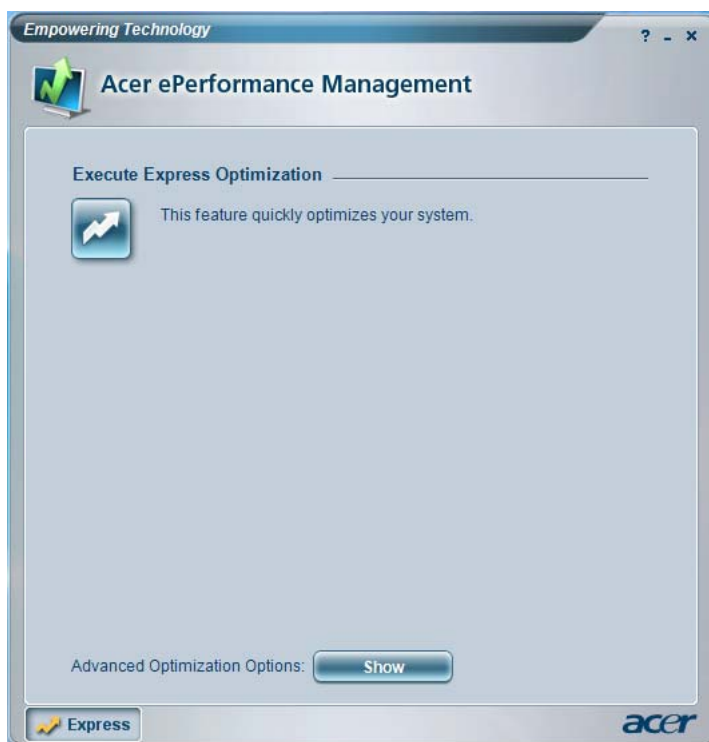 Empowering Technology
? - ×
Acer ePerformance Management
Execute Express Optimization
This feature quickly optimizes your system.
Advanced Optimization Options: Show
Express
acer